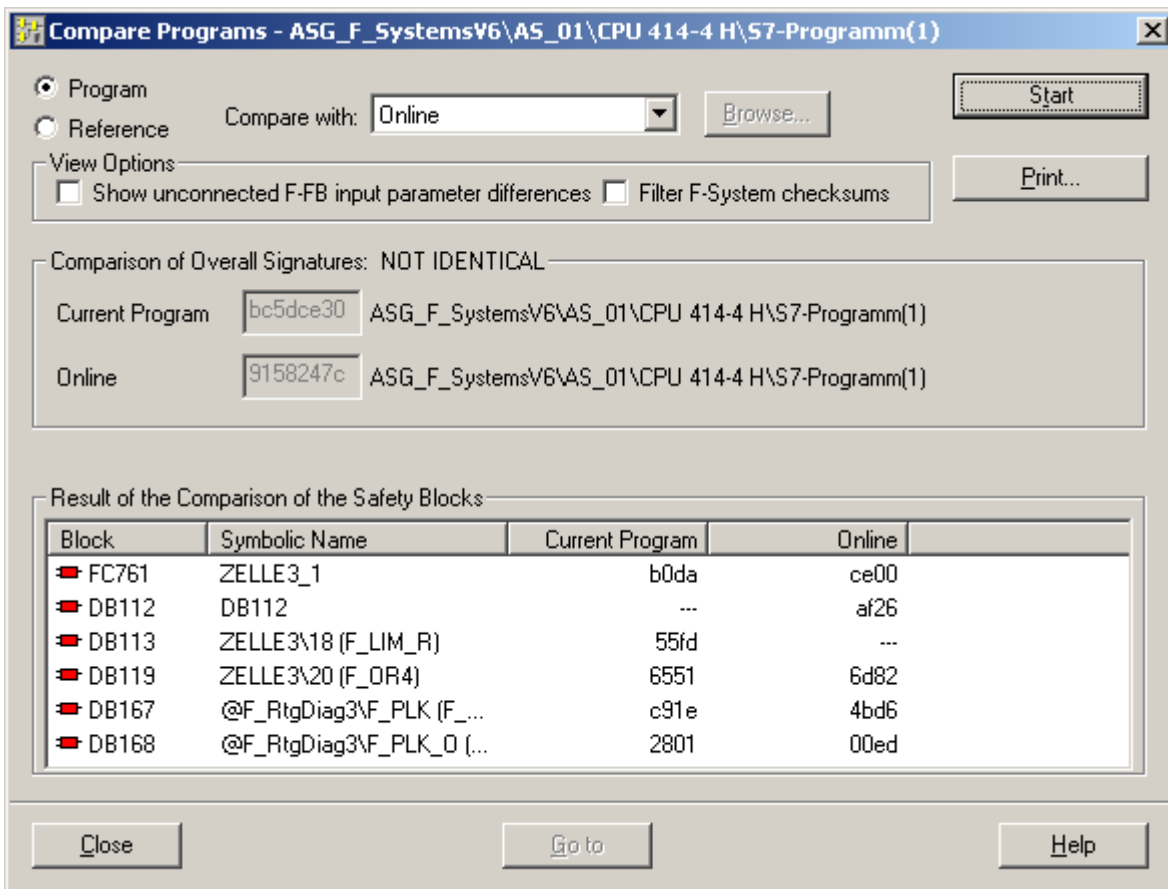 Compare Programs - ASG_F_SystemsV6\AS_01\CPU 414-4 H\S7-Programm(1)
Program
Reference
Compare with: Online Browse... Start
View Options
Show unconnected F-FB input parameter differences Filter F-System checksums
Print...
Comparison of Overall Signatures: NOT IDENTICAL
Current Program bc5dce30 ASG_F_SystemsV6\AS_01\CPU 414-4 H\S7-Programm(1)
Online 9158247c ASG_F_SystemsV6\AS_01\CPU 414-4 H\S7-Programm(1)
Result of the Comparison of the Safety Blocks
Block Symbolic Name Current Program Online
FC761 ZELLE3_1 b0da ce00
DB112 DB112 --- af26
DB113 ZELLE3\18 (F_LIM_R) 55fd ---
DB119 ZELLE3\20 (F_OR4) 6551 6d82
DB167 @F_RtgDiag3\F_PLK (F_... c91e 4bd6
DB168 @F_RtgDiag3\F_PLK_O (... 2801 00ed
Close Go to Help